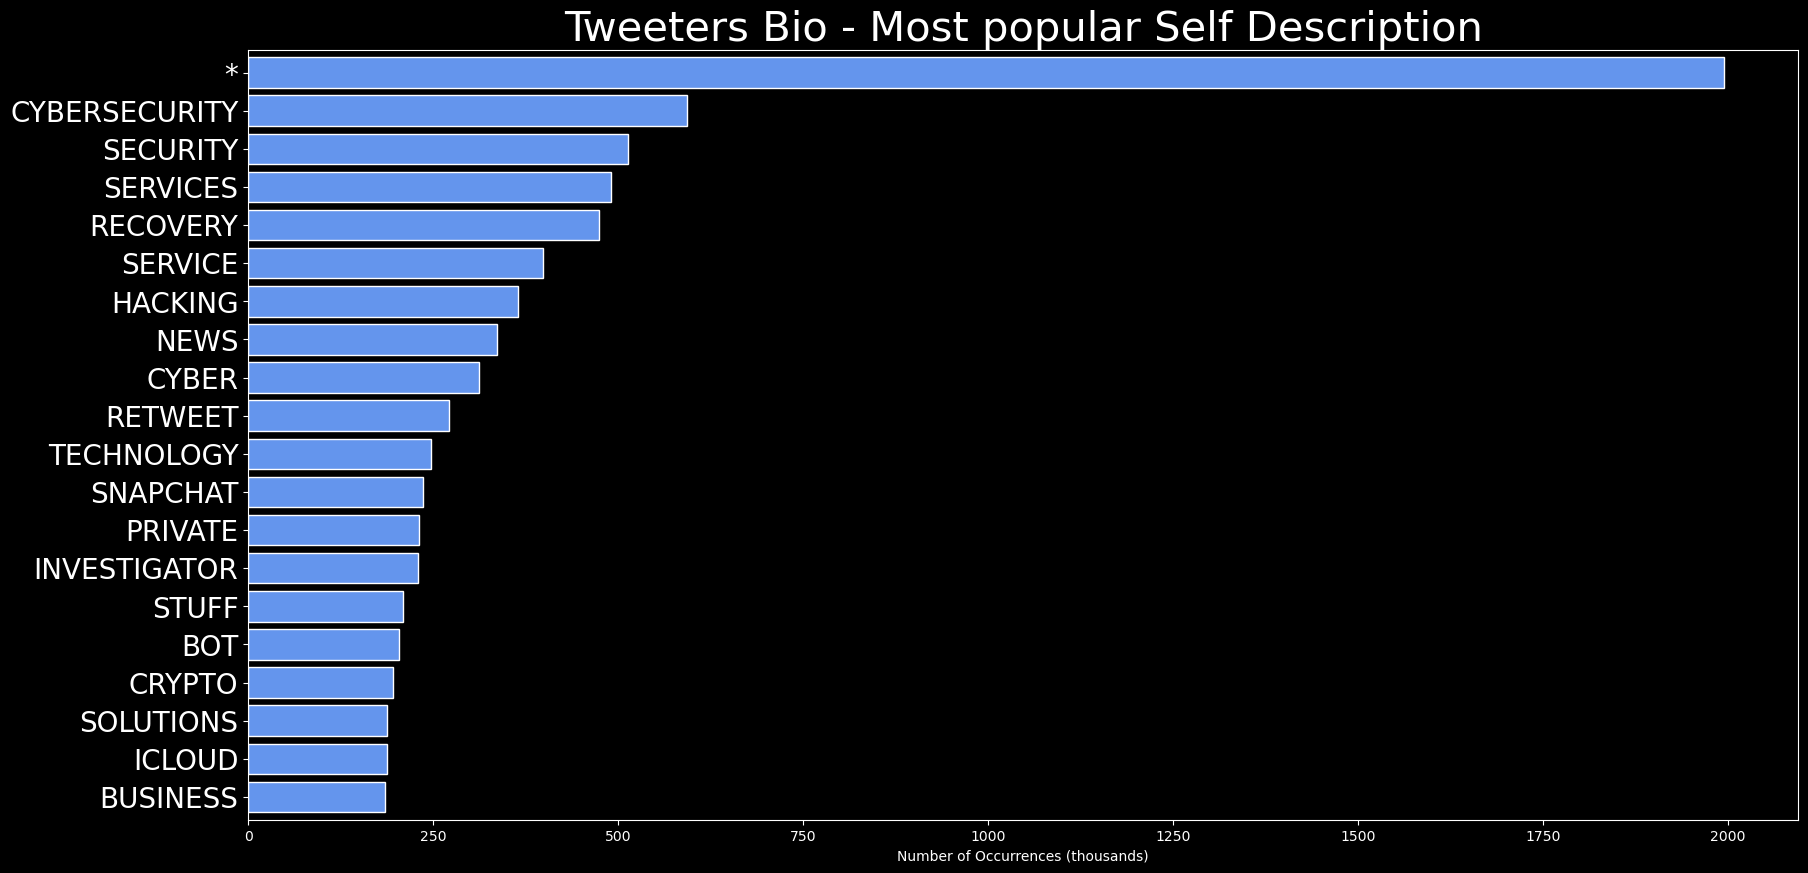 Tweeters Bio - Most popular Self Description
*
CYBERSECURITY
SECURITY
SERVICES
RECOVERY
SERVICE
HACKING
NEWS
CYBER
RETWEET
TECHNOLOGY
SNAPCHAT
PRIVATE
INVESTIGATOR
STUFF
BOT
CRYPTO
SOLUTIONS
ICLOUD
BUSINESS
0 250 500 750 1000 1250 1500 1750 2000
Number of Occurrences (thousands)